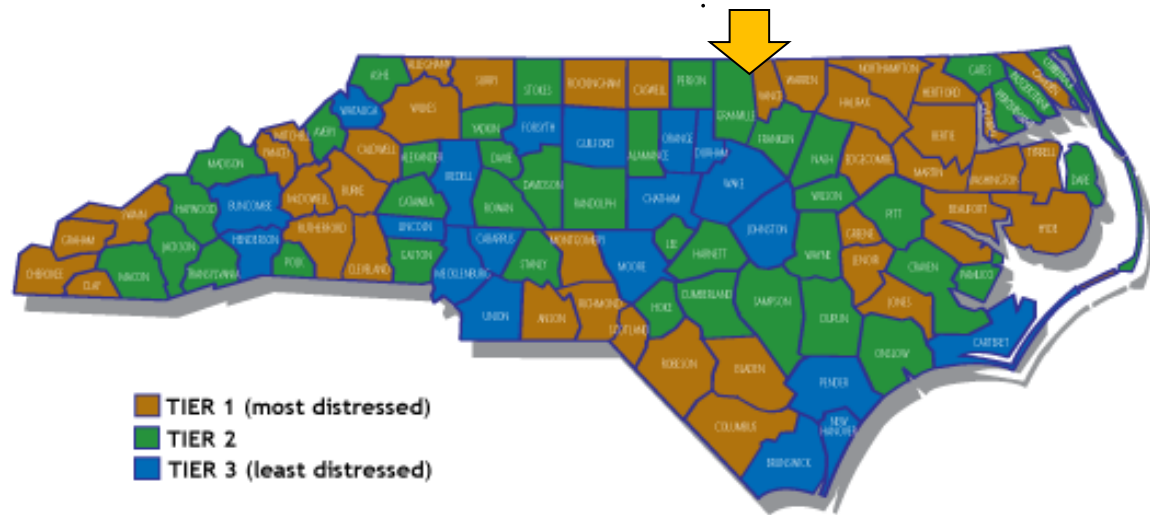 .
ALLEGHANY
NORTHAMPTON
ASHE
SURRY
STOKES
ROCKINGHAM
CASWELL
PERSON
GRANVILLE
VANCE
WARREN
GATES
HERTFORD
HALIFAX
WATAUGA
WILKES
YADKIN
FORSYTH
GUILFORD
ALAMANCE
ORANGE
DURHAM
FRANKLIN
NASH
BERTIE
MITCHELL
AVERY
YANCEY
CALDWELL
ALEXANDER
IREDELL
DAVIE
DAVIDSON
RANDOLPH
CHATHAM
WAKE
EDGECOMBE
MARTIN
WASHINGTON
TYRRELL
DARE
MADISON
BURKE
MCDOWELL
CATAWBA
ROWAN
WILSON
PITT
BEAUFORT
HYDE
SWAIN
HAYWOOD
BUNCOMBE
RUTHERFORD
LINCOLN
CABARRUS
MONTGOMERY
MOORE
LEE
HARNETT
JOHNSTON
WAYNE
GREENE
LENOIR
GRAHAM
JACKSON
HENDERSON
POLK
CLEVELAND
GASTON
MECKLENBURG
STANLY
CRAVEN
PAMLICO
CHEROKEE
CLAY
MACON
TRANSYLVANIA
UNION
ANSON
RICHMOND
SCOTLAND
HOKE
CUMBERLAND
SAMPSON
DUPLIN
JONES
ONSLOW
CARTERET
ROBESON
BLADEN
PENDER
COLUMBUS
NEW
HANOVER
BRUNSWICK
TIER 1 (most distressed)
TIER 2
TIER 3 (least distressed)